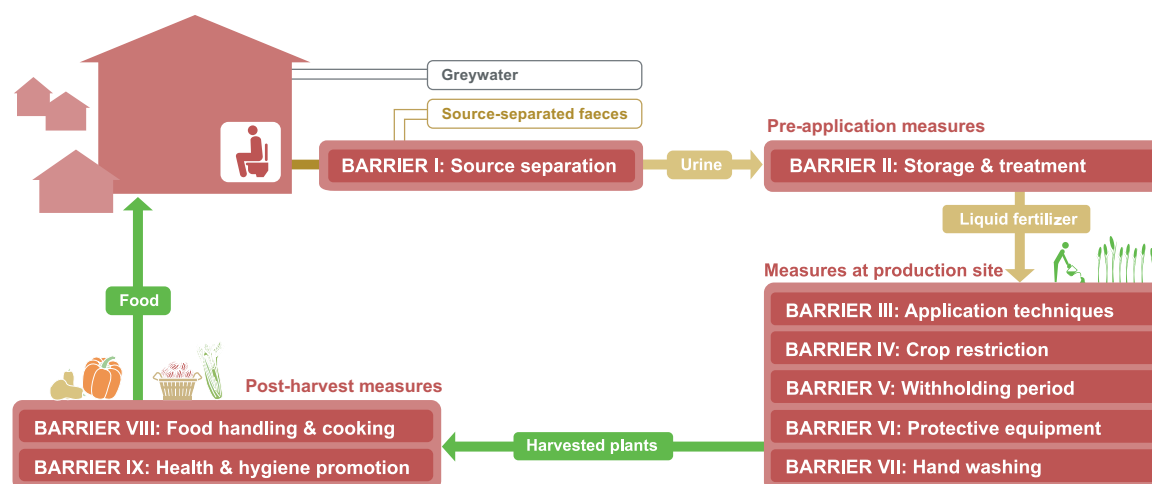 Greywater
Source-separated faeces
Pre-application measures
BARRIER I: Source separation
Urine
BARRIER II: Storage & treatment
Liquid fertilizer
Measures at production site
BARRIER III: Application techniques
Food
BARRIER IV: Crop restriction
Post-harvest measures
BARRIER V: Withholding period
BARRIER VIII: Food handling & cooking
BARRIER VI: Protective equipment
Harvested plants
BARRIER IX: Health & hygiene promotion
BARRIER VII: Hand washing